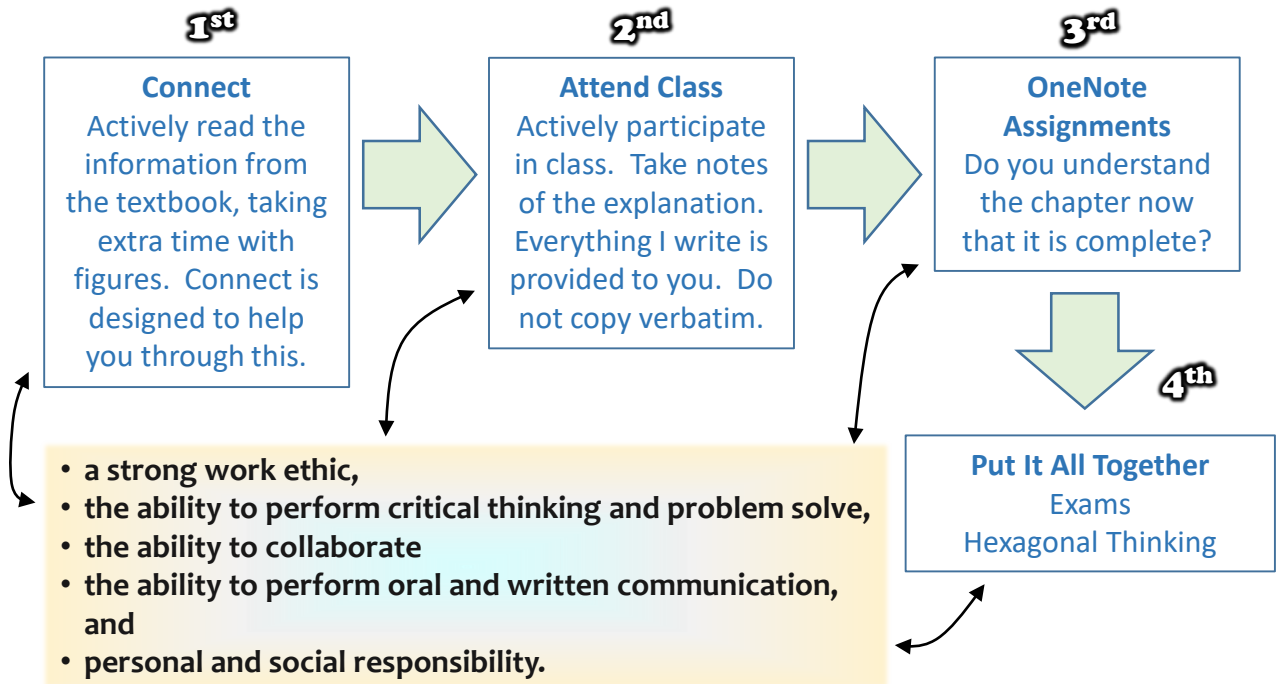 1st
Connect
Actively read the
information from
the textbook, taking
extra time with
figures.  Connect is
designed to help
you through this.
2nd
Attend Class
Actively participate
in class.  Take notes
of the explanation.
Everything I write is
provided to you.  Do
not copy verbatim.
3rd
OneNote
Assignments
Do you understand
the chapter now
that it is complete?
4th
Put It All Together
Exams
Hexagonal Thinking
• a strong work ethic,
• the ability to perform critical thinking and problem solve,
• the ability to collaborate
• the ability to perform oral and written communication,
and
• personal and social responsibility.